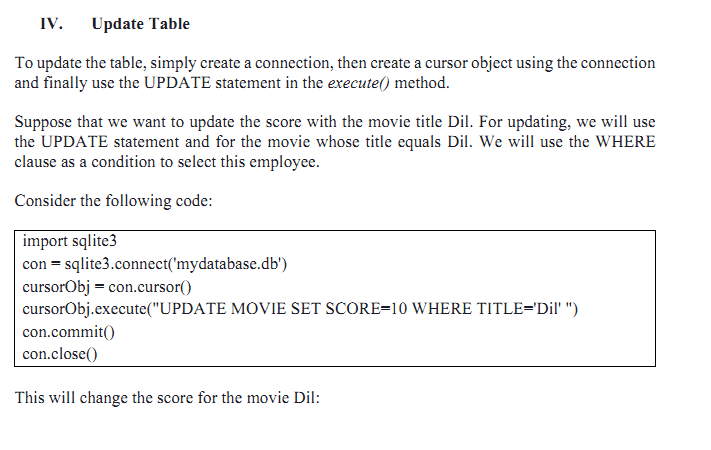 IV. Update Table
To update the table, simply create a connection, then create a cursor object using the connection
and finally use the UPDATE statement in the execute() method.
Suppose that we want to update the score with the movie title Dil. For updating, we will use
the UPDATE statement and for the movie whose title equals Dil. We will use the WHERE
clause as a condition to select this employee.
Consider the following code:
import sqlite3
con = sqlite3.connect('mydatabase.db')
cursorObj = con.cursor()
cursorObj.execute("UPDATE MOVIE SET SCORE=10 WHERE TITLE='Dil' ")
con.commit()
con.close()
This will change the score for the movie Dil: